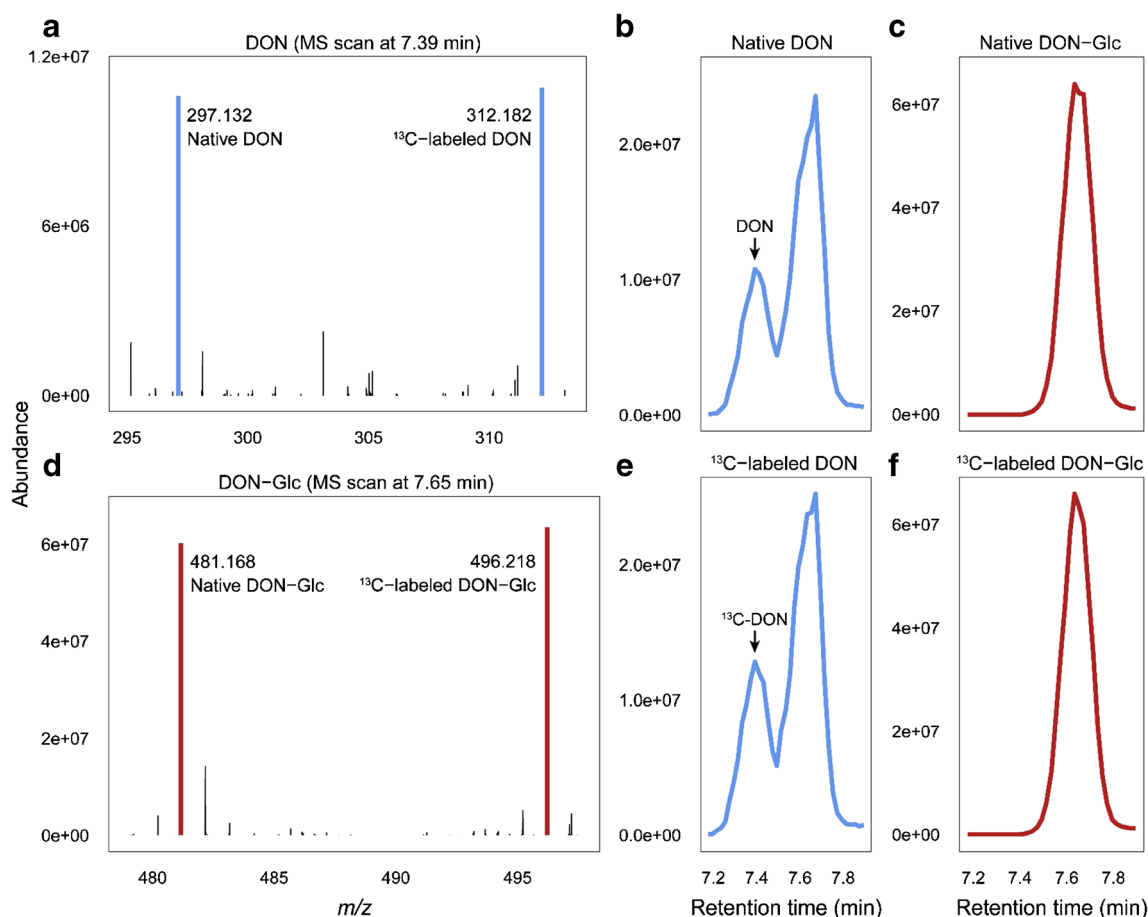 a
DON (MS scan at 7.39 min)
1.2e+07
6e+06
0e+00
297.132
Native DON
312.182
¹³C−labeled DON
295
300
305
310
b
Native DON
2.0e+07
1.0e+07
0.0e+00
DON
c
Native DON−Glc
6e+07
4e+07
2e+07
0e+00
Abundance
d
DON−Glc (MS scan at 7.65 min)
6e+07
4e+07
2e+07
0e+00
481.168
Native DON−Glc
496.218
¹³C−labeled DON−Glc
480
485
490
495
m/z
e
¹³C−labeled DON
2.0e+07
1.0e+07
0.0e+00
¹³C-DON
7.2
7.4
7.6
7.8
Retention time (min)
f
¹³C−labeled DON−Glc
6e+07
4e+07
2e+07
0e+00
7.2
7.4
7.6
7.8
Retention time (min)